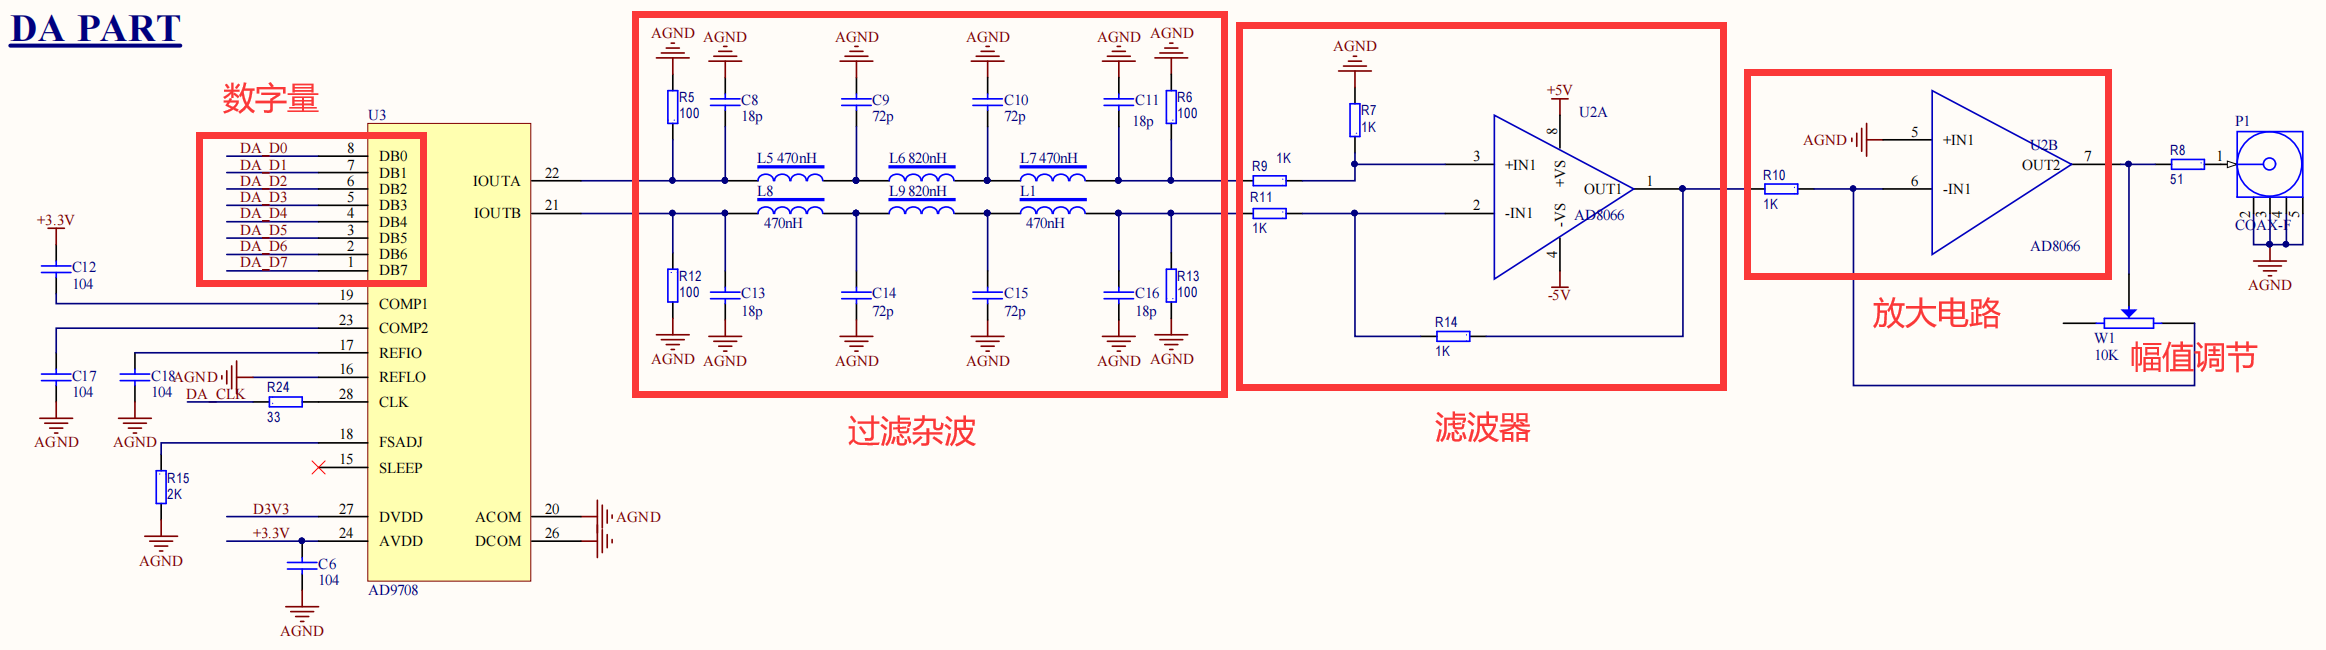 DA PART
数字量
U3
DA_D0 8 DB0
DA_D1 7 DB1
DA_D2 6 DB2
DA_D3 5 DB3
DA_D4 4 DB4
DA_D5 3 DB5
DA_D6 2 DB6
DA_D7 1 DB7
+3.3V
C12
104
19 COMP1
23 COMP2
17 REFIO
16 REFLO
28 CLK
18 FSADJ
15 SLEEP
27 DVDD
24 AVDD
C17
104
AGND
C18
104
AGND
AGND
DA_CLK
R24
33
R15
2K
AGND
D3V3
+3.3V
C6
104
AGND
AD9708
IOUTA 22
IOUTB 21
ACOM 20
DCOM 26
AGND
AGND AGND AGND AGND AGND AGND
R5
100
C8
18p
C9
72p
C10
72p
C11
18p
R6
100
L5 470nH
L6 820nH
L7 470nH
L8
470nH
L9 820nH
L1
470nH
R12
100
C13
18p
C14
72p
C15
72p
C16
18p
R13
100
AGND AGND AGND AGND AGND AGND
过滤杂波
AGND
R7
1K
R9 1K
R11
1K
+5V
U2A
8
3 +IN1
+VS
OUT1 1
2 -IN1
-VS
AD8066
4
-5V
R14
1K
滤波器
R10
1K
AGND
5 +IN1
U2B
OUT2 7
6 -IN1
AD8066
放大电路
R8
51
P1
1
2 3 4 5
COAX-F
AGND
W1
10K
幅值调节